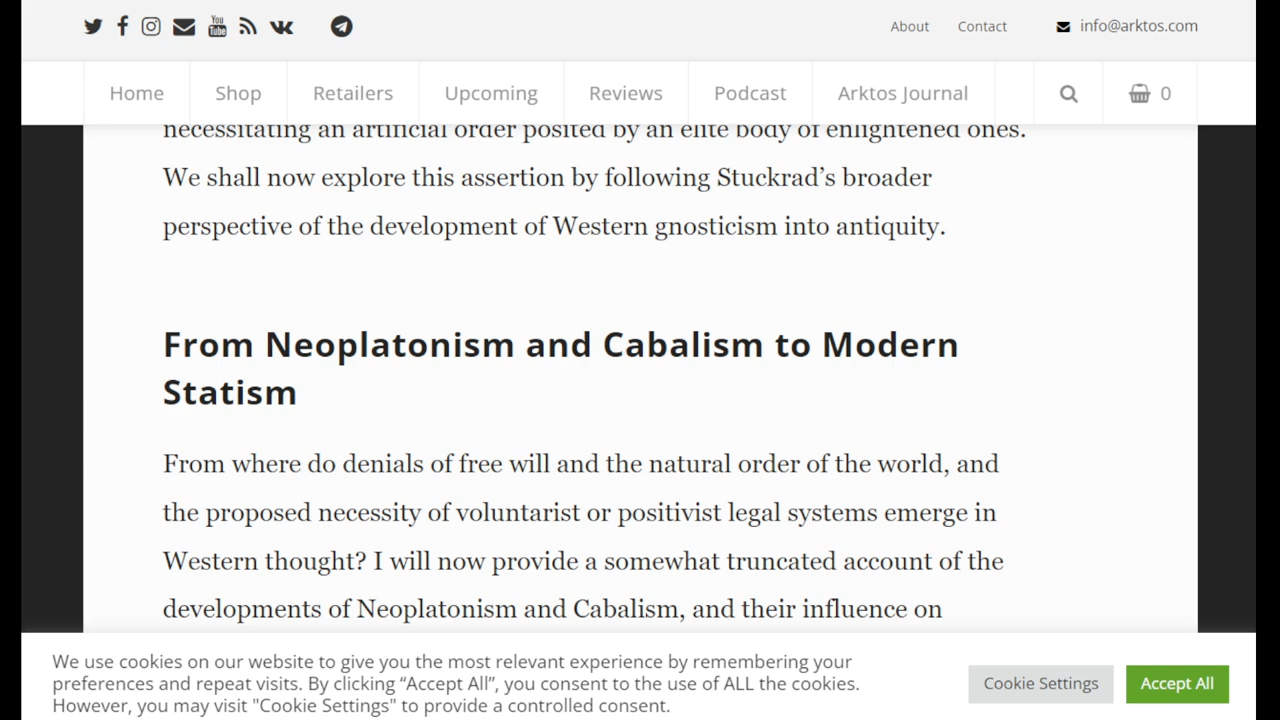 You Tube
About Contact info@arktos.com
Home Shop Retailers Upcoming Reviews Podcast Arktos Journal 0
necessitating an artificial order posited by an elite body of enlightened ones.
We shall now explore this assertion by following Stuckrad’s broader
perspective of the development of Western gnosticism into antiquity.
From Neoplatonism and Cabalism to Modern
Statism
From where do denials of free will and the natural order of the world, and
the proposed necessity of voluntarist or positivist legal systems emerge in
Western thought? I will now provide a somewhat truncated account of the
developments of Neoplatonism and Cabalism, and their influence on
We use cookies on our website to give you the most relevant experience by remembering your
preferences and repeat visits. By clicking “Accept All”, you consent to the use of ALL the cookies.
However, you may visit "Cookie Settings" to provide a controlled consent.
Cookie Settings Accept All